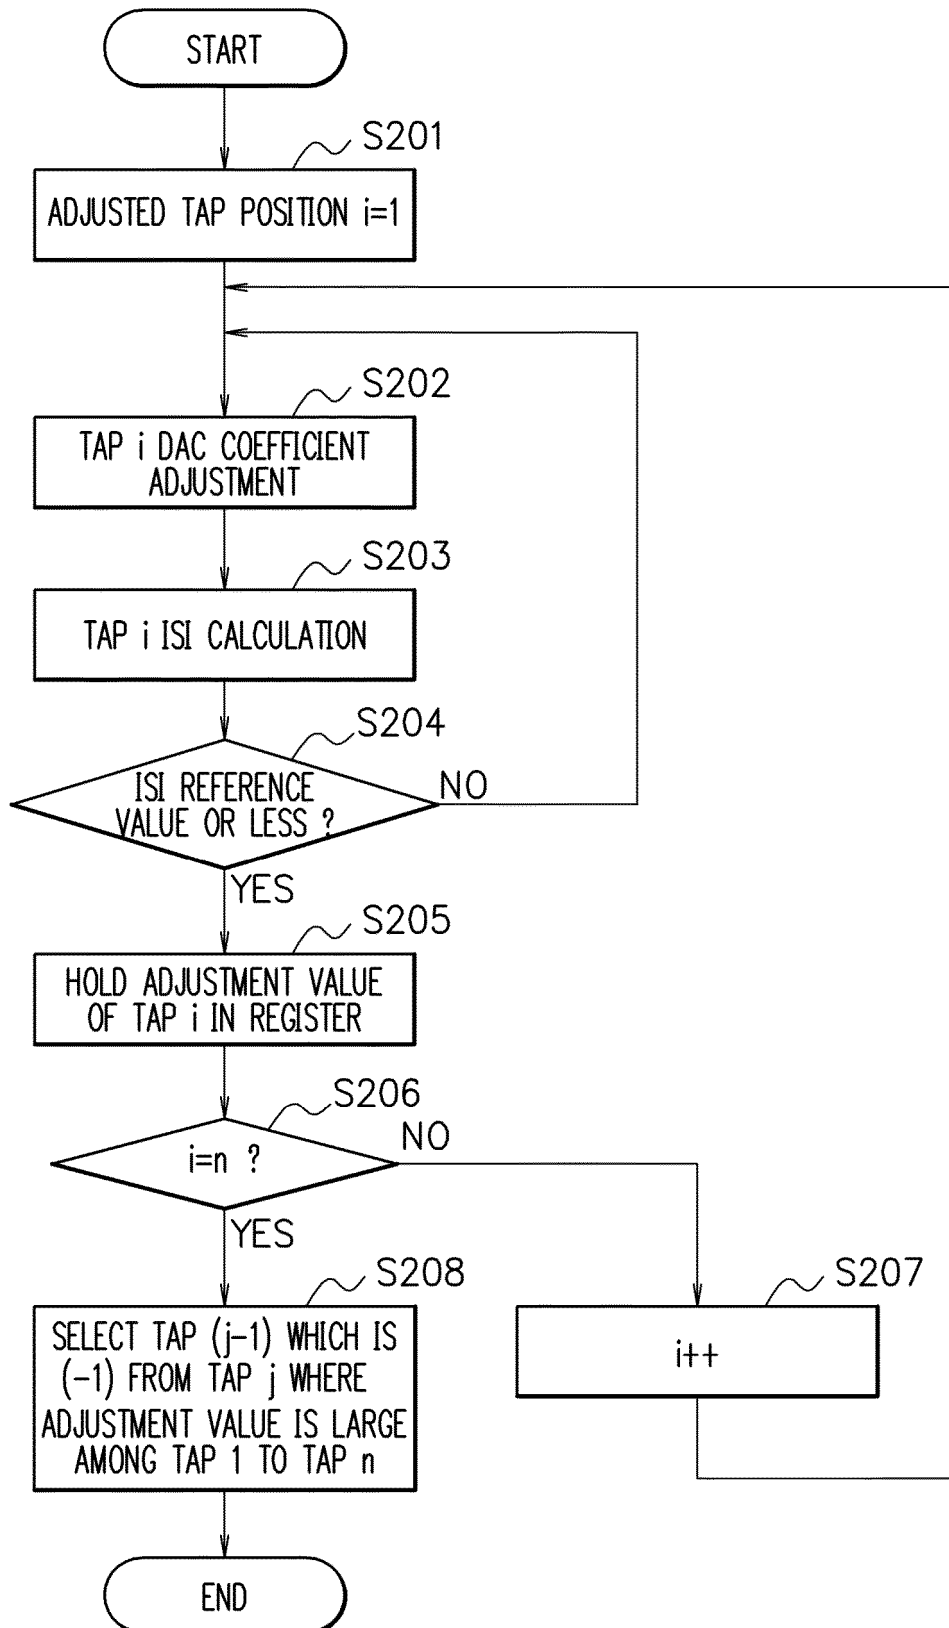 START
S201
ADJUSTED TAP POSITION i=1
S202
TAP i DAC COEFFICIENT
ADJUSTMENT
S203
TAP i ISI CALCULATION
S204
ISI REFERENCE
VALUE OR LESS ?
NO
YES
S205
HOLD ADJUSTMENT VALUE
OF TAP i IN REGISTER
S206
i=n ?
NO
YES
S208
SELECT TAP (j-1) WHICH IS
(-1) FROM TAP j WHERE
ADJUSTMENT VALUE IS LARGE
AMONG TAP 1 TO TAP n
S207
i++
END